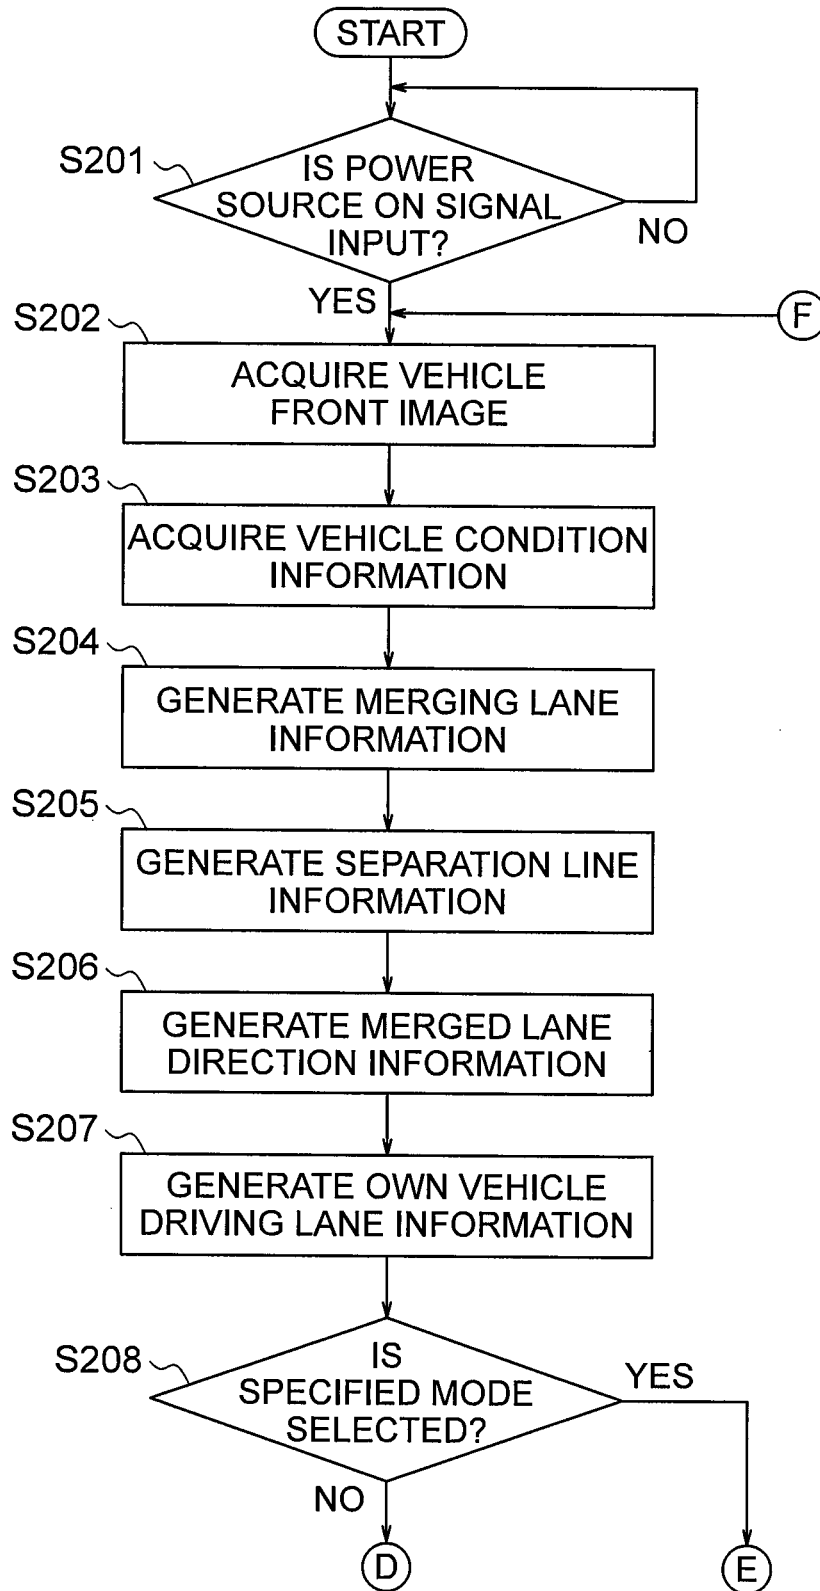 START
S201
IS POWER
SOURCE ON SIGNAL
INPUT?
NO
YES
F
S202
ACQUIRE VEHICLE
FRONT IMAGE
S203
ACQUIRE VEHICLE CONDITION
INFORMATION
S204
GENERATE MERGING LANE
INFORMATION
S205
GENERATE SEPARATION LINE
INFORMATION
S206
GENERATE MERGED LANE
DIRECTION INFORMATION
S207
GENERATE OWN VEHICLE
DRIVING LANE INFORMATION
S208
IS
SPECIFIED MODE
SELECTED?
YES
NO
D
E